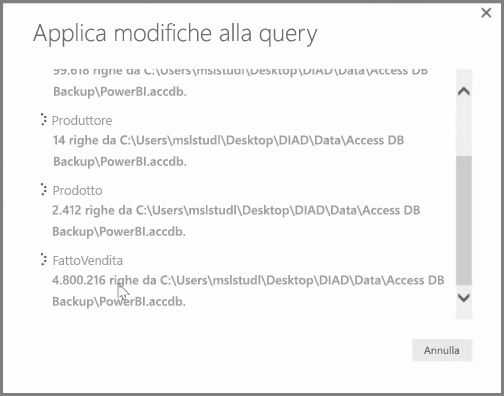 Applica modifiche alla query
99.618 righe da C:\Users\mslstudl\Desktop\DIAD\Data\Access DB
Backup\PowerBI.accdb.
Produttore
14 righe da C:\Users\mslstudl\Desktop\DIAD\Data\Access DB
Backup\PowerBI.accdb.
Prodotto
2.412 righe da C:\Users\mslstudl\Desktop\DIAD\Data\Access DB
Backup\PowerBI.accdb.
FattoVendita
4.800.216 righe da C:\Users\mslstudl\Desktop\DIAD\Data\Access DB
Backup\PowerBI.accdb.
Annulla